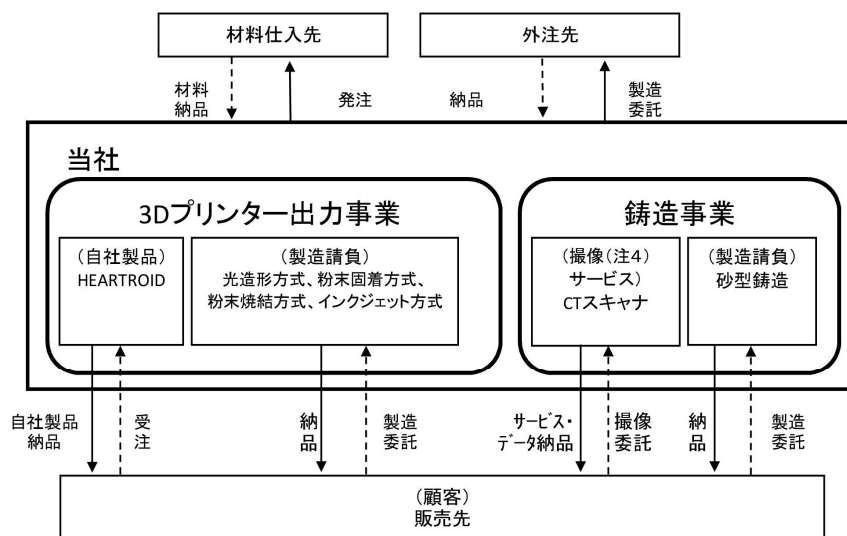 材料仕入先
外注先
材料
納品
発注
納品
製造
委託
当社
3Dプリンター出力事業
鋳造事業
(自社製品)
HEARTROID
(製造請負)
光造形方式、粉末固着方式、
粉末焼結方式、インクジェット方式
(撮像(注4)
サービス)
CTスキャナ
(製造請負)
砂型鋳造
自社製品
納品
受
注
納
品
製造
委託
サービス・
データ納品
撮像
委託
納
品
製造
委託
(顧客)
販売先